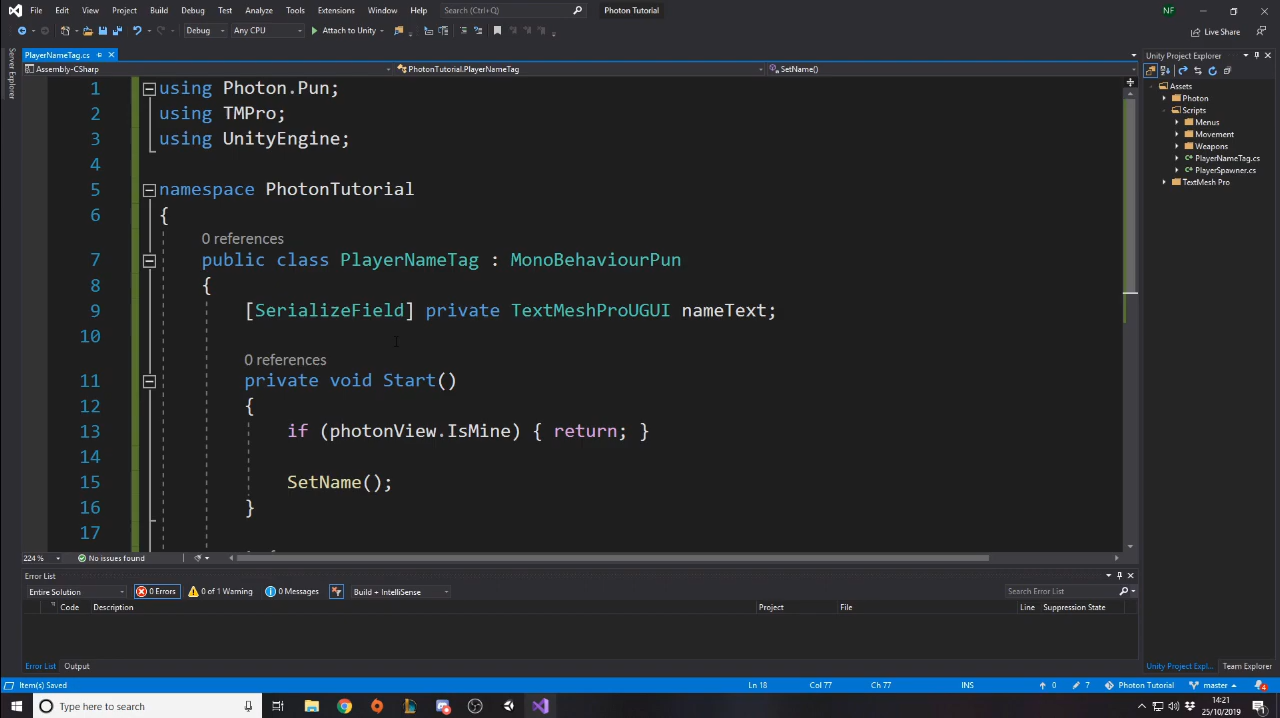 File Edit View Project Build Debug Test Analyze Tools Extensions Window Help Search (Ctrl+Q) Photon Tutorial NF
Debug Any CPU Attach to Unity Live Share
PlayerNameTag.cs
Assembly-CSharp PhotonTutorial.PlayerNameTag SetName()
Server Explorer
1 using Photon.Pun;
2 using TMPro;
3 using UnityEngine;
4
5 namespace PhotonTutorial
6 {
0 references
7 public class PlayerNameTag : MonoBehaviourPun
8 {
9 [SerializeField] private TextMeshProUGUI nameText;
10
0 references
11 private void Start()
12 {
13 if (photonView.IsMine) { return; }
14
15 SetName();
16 }
17
224 % No issues found
Unity Project Explorer
Assets
Photon
Scripts
Menus
Movement
Weapons
PlayerNameTag.cs
PlayerSpawner.cs
TextMesh Pro
Error List
Entire Solution 0 Errors 0 of 1 Warning 0 Messages Build + IntelliSense Search Error List
Code Description Project File Line Suppression State
Error List Output
Unity Project Expl... Team Explorer
Item(s) Saved Ln 18 Col 77 Ch 77 INS 0 7 Photon Tutorial master 4
Type here to search
14:21
25/10/2019
1